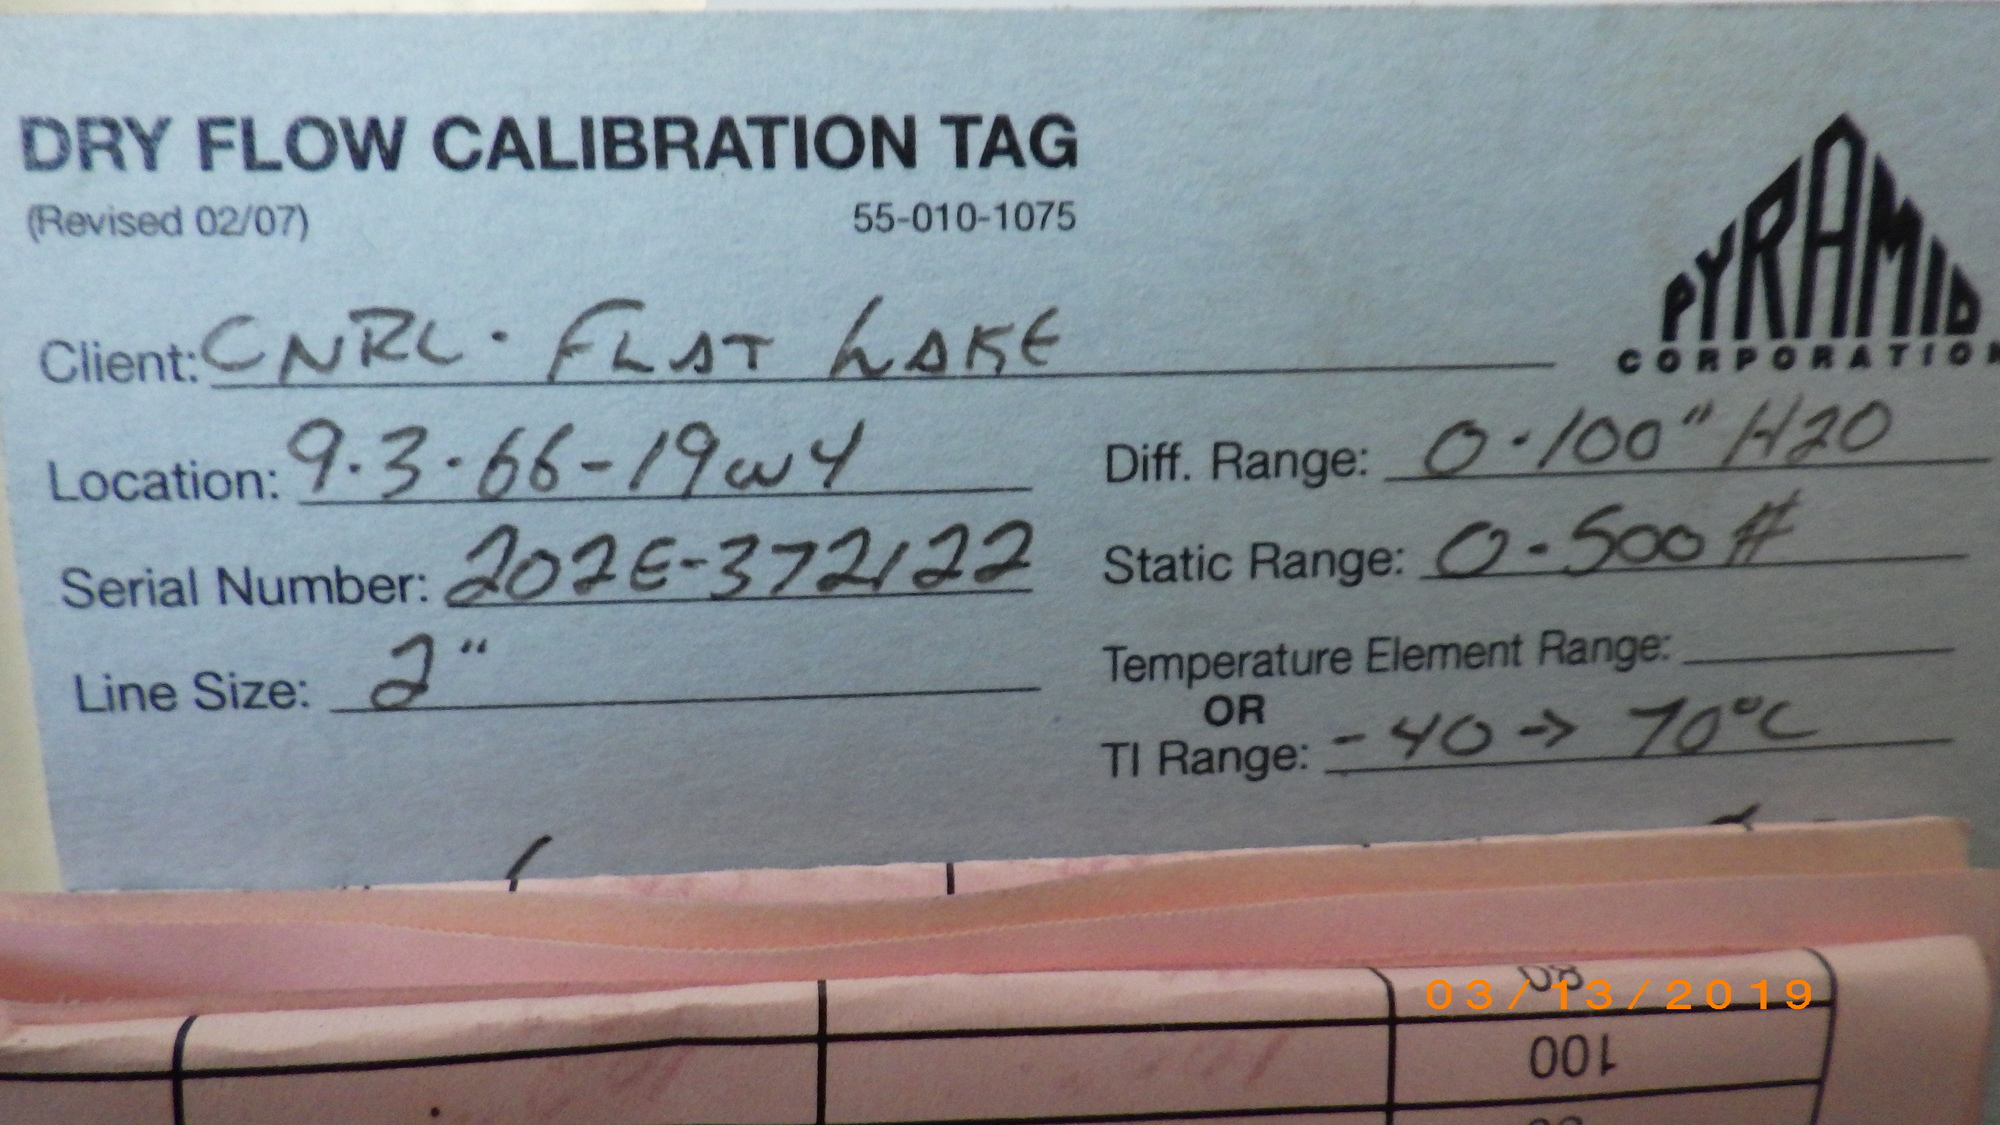 DRY FLOW CALIBRATION TAG
(Revised 02/07) 55-010-1075
PYRAMID
CORPORATION
Client: CNRL · FLAT LAKE
Location: 9·3·66-19W4
Diff. Range: 0-100" H20
Serial Number: 202E-372122
Static Range: 0-500#
Line Size: 2"
Temperature Element Range:
OR
TI Range: -40 → 70°C
03/13/2019
100